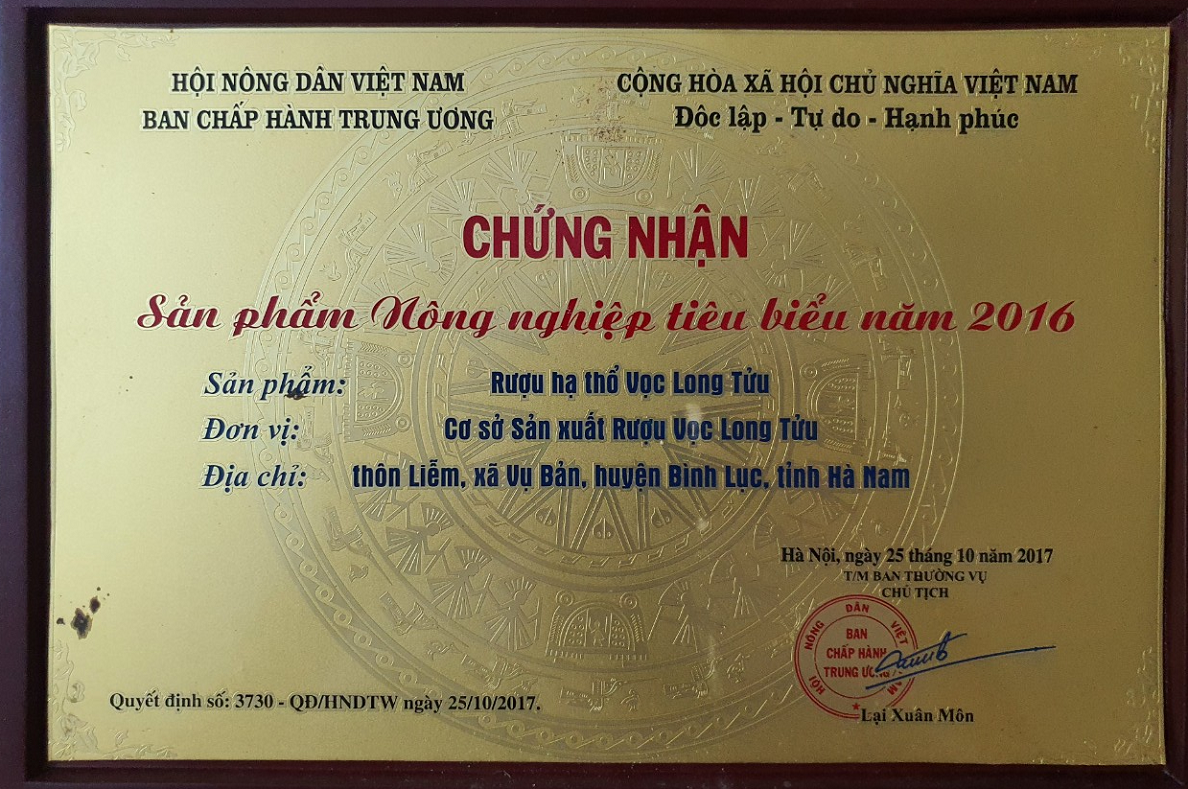 HỘI NÔNG DÂN VIỆT NAM
BAN CHẤP HÀNH TRUNG ƯƠNG
CỘNG HÒA XÃ HỘI CHỦ NGHĨA VIỆT NAM
Độc lập - Tự do - Hạnh phúc
CHỨNG NHẬN
Sản phẩm Nông nghiệp tiêu biểu năm 2016
Sản phẩm: Rượu hạ thổ Vọc Long Tửu
Đơn vị: Cơ sở Sản xuất Rượu Vọc Long Tửu
Địa chỉ: thôn Liễm, xã Vụ Bản, huyện Bình Lục, tỉnh Hà Nam
Hà Nội, ngày 25 tháng 10 năm 2017
T/M BAN THƯỜNG VỤ
CHỦ TỊCH
HỘI NÔNG DÂN VIỆT NAM
BAN
CHẤP HÀNH
TRUNG ƯƠNG
Lại Xuân Môn
Quyết định số: 3730 - QĐ/HNDTW ngày 25/10/2017.